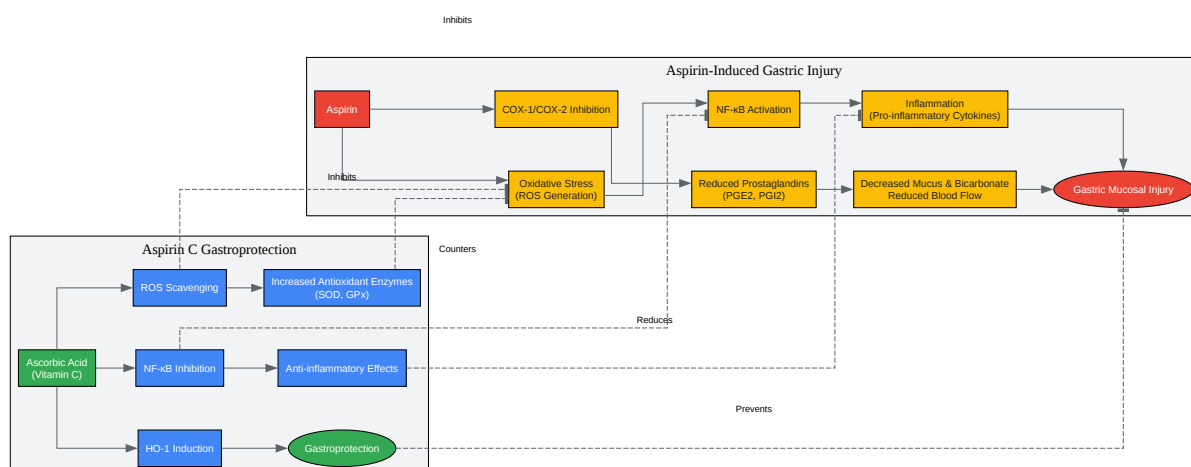 Inhibits
Aspirin-Induced Gastric Injury
Aspirin
COX-1/COX-2 Inhibition
NF-κB Activation
Inflammation
(Pro-inflammatory Cytokines)
Inhibits
Oxidative Stress
(ROS Generation)
Reduced Prostaglandins
(PGE2, PGI2)
Decreased Mucus & Bicarbonate
Reduced Blood Flow
Gastric Mucosal Injury
Aspirin C Gastroprotection
Counters
ROS Scavenging
Increased Antioxidant Enzymes
(SOD, GPx)
Reduces
Ascorbic Acid
(Vitamin C)
NF-κB Inhibition
Anti-inflammatory Effects
Prevents
HO-1 Induction
Gastroprotection